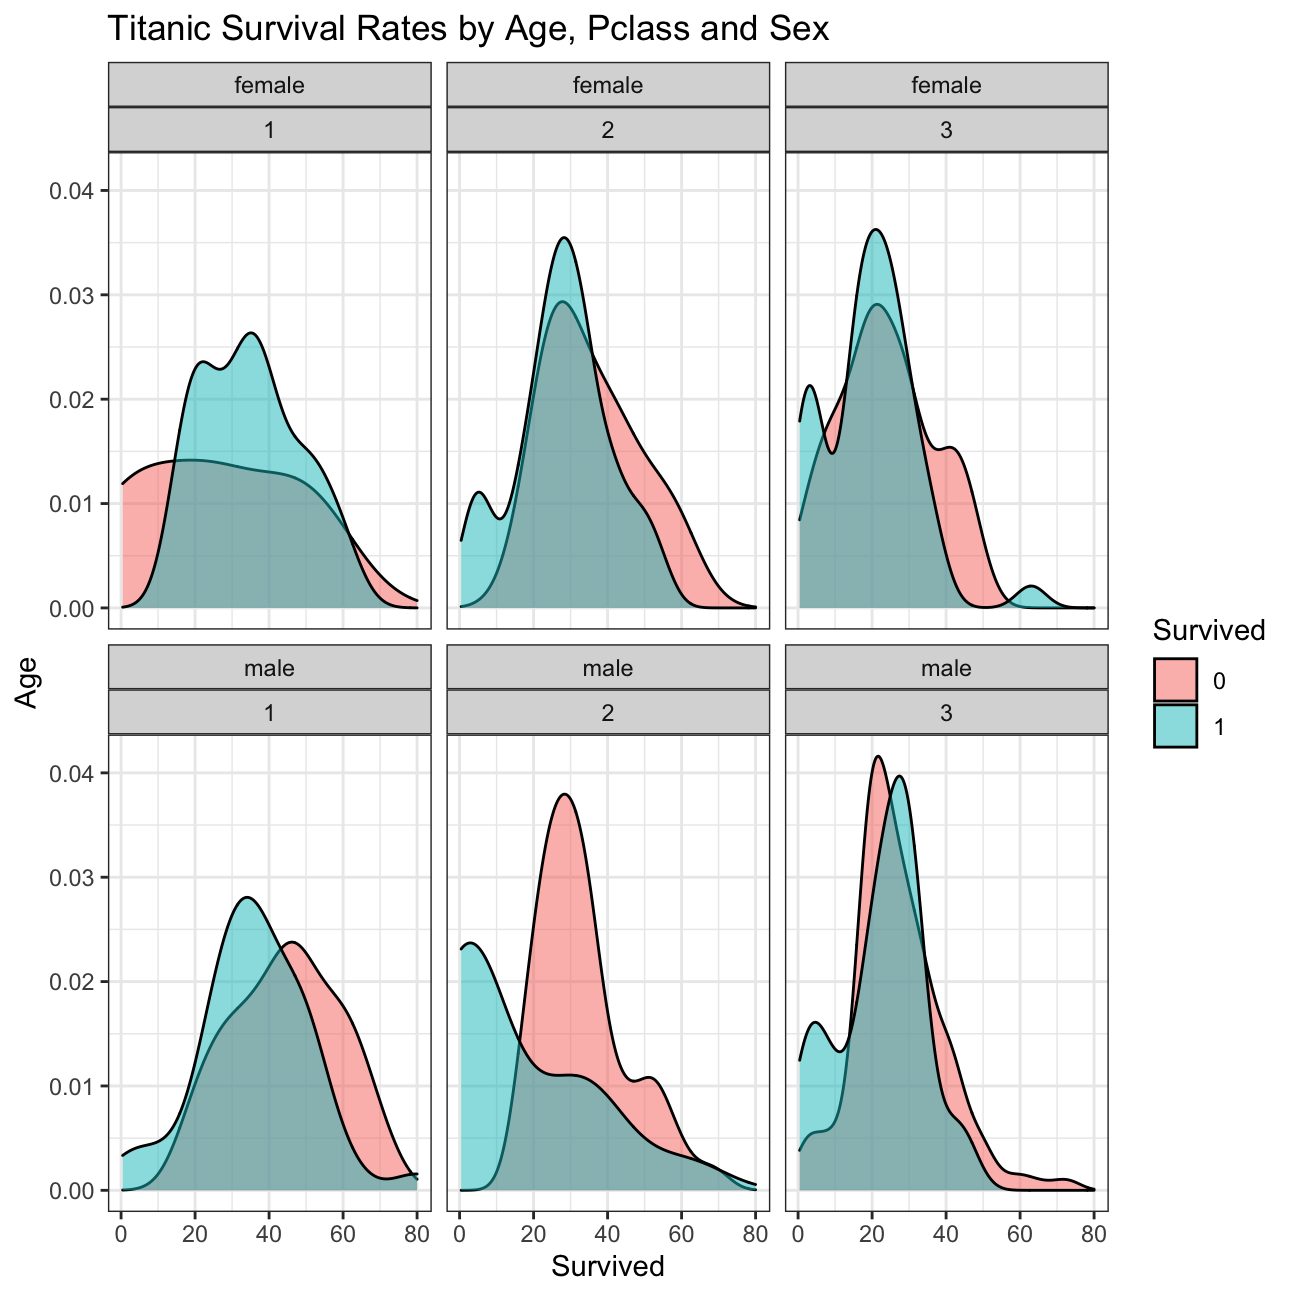 Titanic Survival Rates by Age, Pclass and Sex
female female female
1 2 3
0.04
0.03
0.02
0.01
0.00
male male male
1 2 3
0.04
0.03
0.02
0.01
0.00
0 20 40 60 80 0 20 40 60 80 0 20 40 60 80
Survived
Age
Survived
0
1